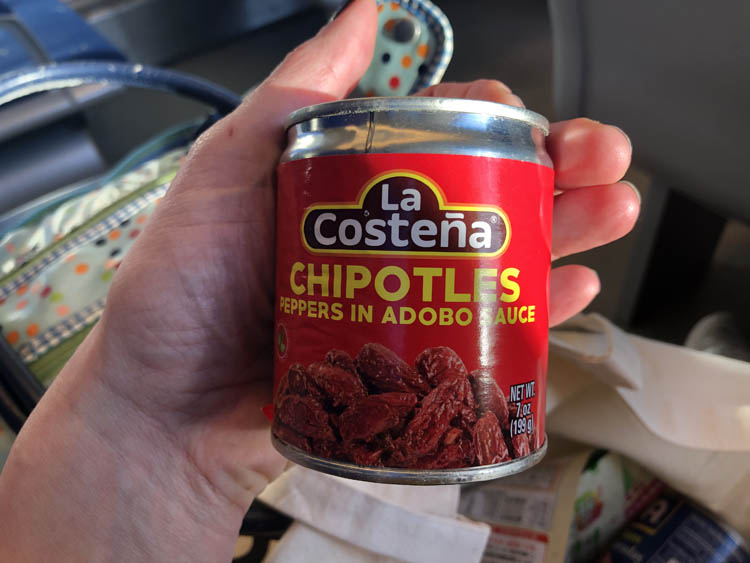 La
Costeña®
CHIPOTLES
PEPPERS IN ADOBO SAUCE
NET WT.
7 oz
(199 g)